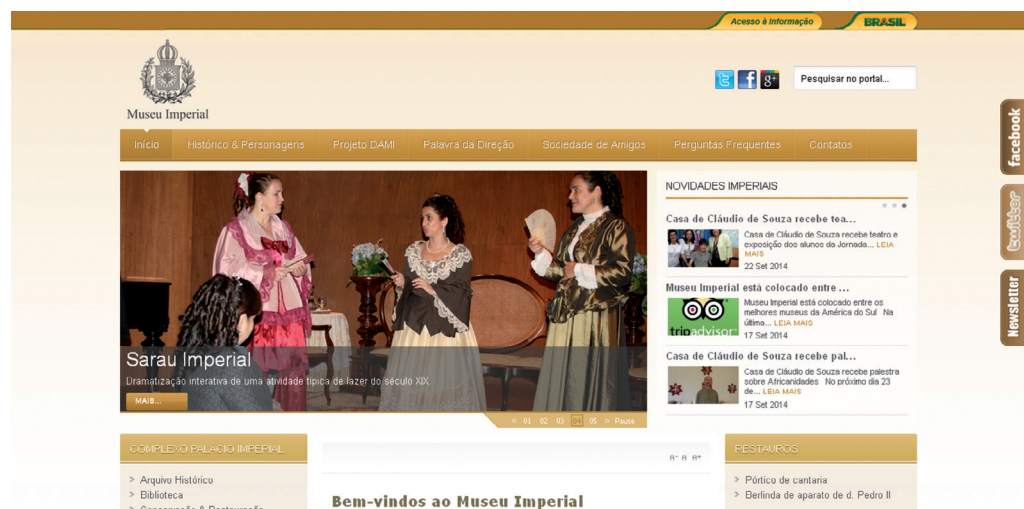 Acesso à Informação
BRASIL
Museu Imperial
Pesquisar no portal...
Início
Histórico & Personagens
Projeto DAMI
Palavra da Direção
Sociedade de Amigos
Perguntas Frequentes
Contatos
facebook
twitter
Newsletter
Sarau Imperial
Dramatização interativa de uma atividade típica de lazer do século XIX.
MAIS...
« 01 02 03 04 05 » Pause
NOVIDADES IMPERIAIS
Casa de Cláudio de Souza recebe tea...
Casa de Cláudio de Souza recebe teatro e
exposição dos alunos da Jornada... LEIA
MAIS
22 Set 2014
Museu Imperial está colocado entre ...
tripadvisor
Museu Imperial está colocado entre os
melhores museus da América do Sul Na
última... LEIA MAIS
17 Set 2014
Casa de Cláudio de Souza recebe pal...
Casa de Cláudio de Souza recebe palestra
sobre Africanidades No próximo dia 23
de... LEIA MAIS
17 Set 2014
COMPLEXO PALÁCIO IMPERIAL
> Arquivo Histórico
> Biblioteca
> Conservação & Restauração
A- A A+
Bem-vindos ao Museu Imperial
RESTAUROS
> Pórtico de cantaria
> Berlinda de aparato de d. Pedro II